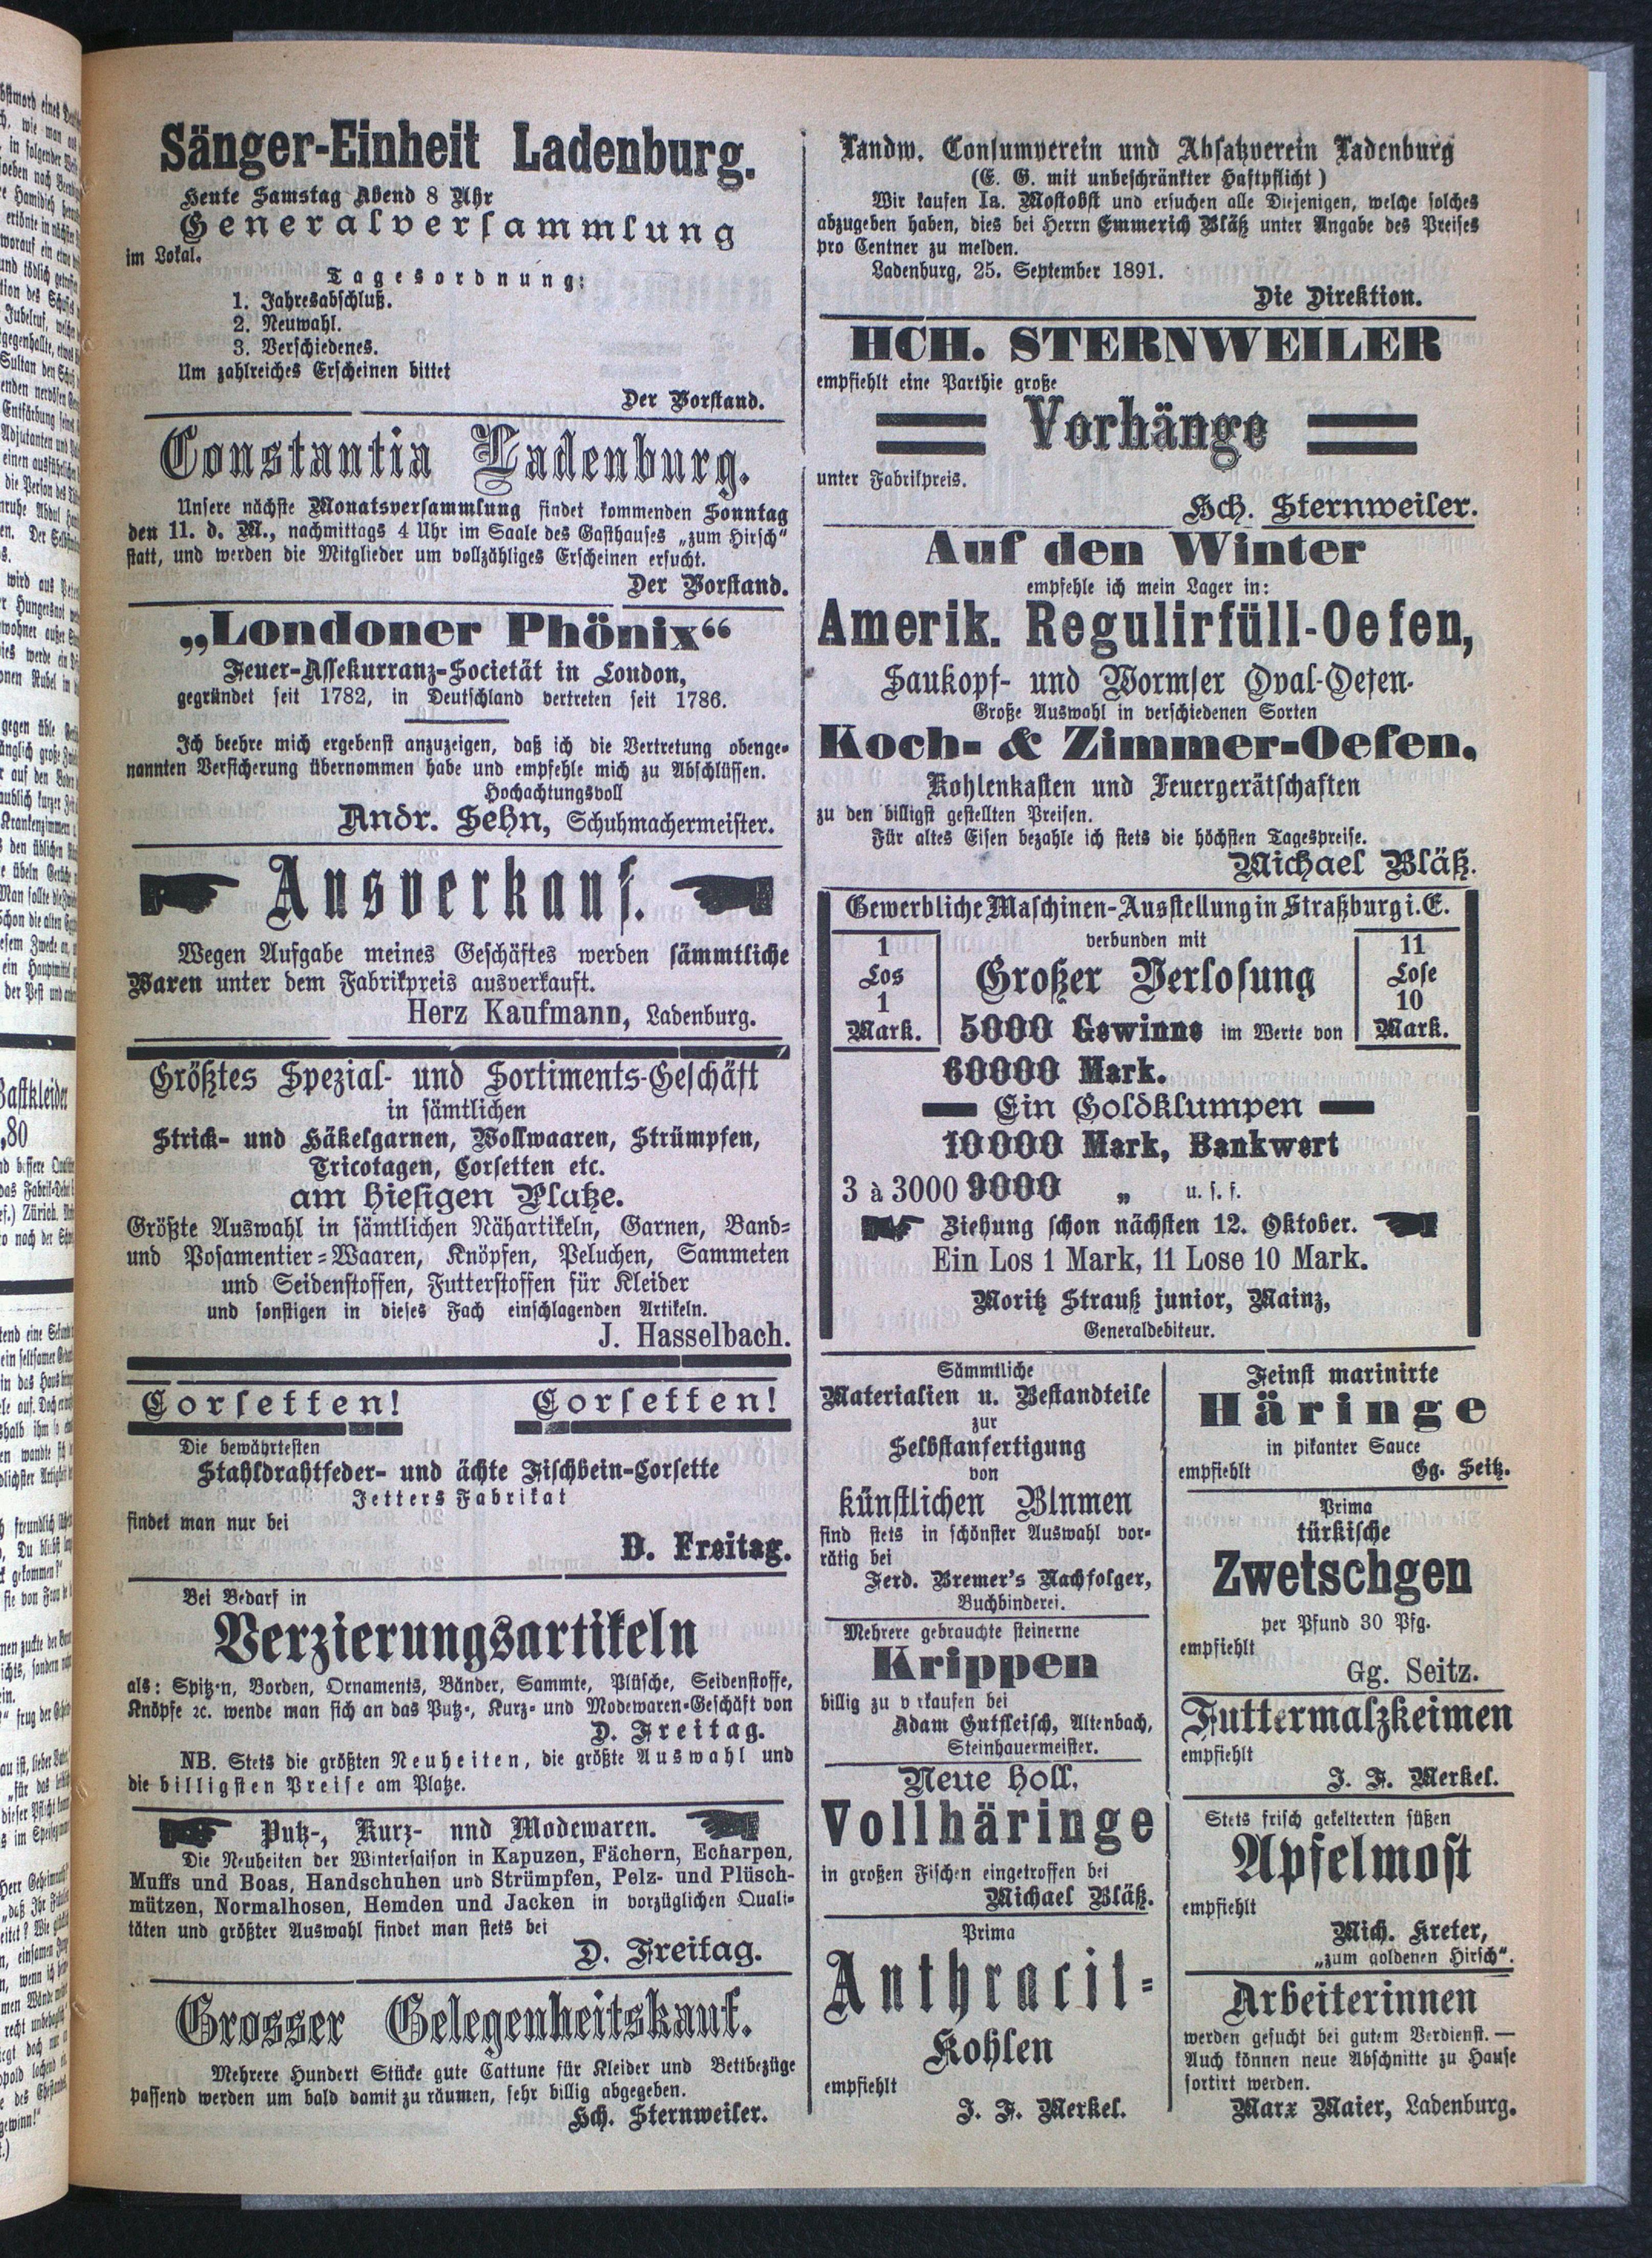 Sänger-Einheit Ladenburg.
Heute Samstag Abend 8 Uhr
Generalversammlung
im Lokal.
Tagesordnung:
1. Jahresabschluß.
2. Neuwahl.
3. Verschiedenes.
Um zahlreiches Erscheinen bittet
Der Vorstand.
Constantia Ladenburg.
Unsere nächste Monatsversammlung findet kommenden Sonntag
den 11. d. M., nachmittags 4 Uhr im Saale des Gasthauses „zum Hirsch“
statt, und werden die Mitglieder um vollzähliges Erscheinen ersucht.
Der Vorstand.
„Londoner Phönix“
Feuer-Assekurranz-Societät in London,
gegründet seit 1782, in Deutschland vertreten seit 1786.
Ich beehre mich ergebenst anzuzeigen, daß ich die Vertretung obenge-
nannten Versicherung übernommen habe und empfehle mich zu Abschlüssen.
Hochachtungsvoll
Andr. Sehn, Schuhmachermeister.
Ausverkauf.
Wegen Aufgabe meines Geschäftes werden sämmtliche
Waren unter dem Fabrikpreis ausverkauft.
Herz Kaufmann, Ladenburg.
Größtes Spezial- und Sortiments-Geschäft
in sämtlichen
Strick- und Häkelgarnen, Wollwaaren, Strümpfen,
Tricotagen, Corsetten etc.
am hiesigen Platze.
Größte Auswahl in sämtlichen Nähartikeln, Garnen, Band-
und Posamentier-Waaren, Knöpfen, Peluchen, Sammeten
und Seidenstoffen, Futterstoffen für Kleider
und sonstigen in dieses Fach einschlagenden Artikeln.
J. Hasselbach.
Corsetten! Corsetten!
Die bewährtesten
Stahldrahtfeder- und ächte Fischbein-Corsette
Jetters Fabrikat
findet man nur bei
D. Freitag.
Bei Bedarf in
Verzierungsartikeln
als: Spitz'n, Borden, Ornaments, Bänder, Sammte, Plüsche, Seidenstoffe,
Knöpfe ꝛc. wende man sich an das Putz-, Kurz- und Modewaren-Geschäft von
D. Freitag.
NB. Stets die größten Neuheiten, die größte Auswahl und
die billigsten Preise am Platze.
Putz-, Kurz- nnd Modewaren.
Die Neuheiten der Wintersaison in Kapuzen, Fächern, Echarpen,
Muffs und Boas, Handschuhen und Strümpfen, Pelz- und Plüsch-
mützen, Normalhosen, Hemden und Jacken in vorzüglichen Quali-
täten und größter Auswahl findet man stets bei
D. Freitag.
Grosser Gelegenheitskauf.
Mehrere Hundert Stücke gute Cattune für Kleider und Bettbezüge
passend werden um bald damit zu räumen, sehr billig abgegeben.
Hch. Sternweiler.
Landw. Consumverein und Absatzverein Ladenburg
(E. G. mit unbeschränkter Haftpflicht)
Wir kaufen Ia. Mostobst und ersuchen alle Diejenigen, welche solches
abzugeben haben, dies bei Herrn Emmerich Bläß unter Angabe des Preises
pro Centner zu melden.
Ladenburg, 25. September 1891.
Die Direktion.
HCH. STERNWEILER
empfiehlt eine Parthie große
Vorhänge
unter Fabrikpreis.
Hch. Sternweiler.
Auf den Winter
empfehle ich mein Lager in:
Amerik. Regulirfüll-Oefen,
Saukopf- und Wormser Oval-Oefen.
Große Auswahl in verschiedenen Sorten
Koch- & Zimmer-Oefen.
Kohlenkasten und Feuergerätschaften
zu den billigst gestellten Preisen.
Für altes Eisen bezahle ich stets die höchsten Tagespreise.
Michael Bläß.
Gewerbliche Maschinen-Ausstellung in Straßburg i. E.
verbunden mit
1
Los
1
Mark.
Großer Verlosung
5000 Gewinne im Werte von
11
Lose
10
Mark.
60000 Mark.
Ein Goldklumpen
10000 Mark, Bankwert
3 à 3000 9000 „ u. s. f.
Ziehung schon nächsten 12. Oktober.
Ein Los 1 Mark, 11 Lose 10 Mark.
Moritz Strauß junior, Mainz,
Generaldebiteur.
Sämmtliche
Materialien u. Bestandteile
zur
Selbstanfertigung
von
künstlichen Blnmen
sind stets in schönster Auswahl vor-
rätig bei
Ferd. Bremer's Nachfolger,
Buchbinderei.
Mehrere gebrauchte steinerne
Krippen
billig zu v rkaufen bei
Adam Gutfleisch, Altenbach,
Steinhauermeister.
Neue Holl.
Vollhäringe
in großen Fischen eingetroffen bei
Michael Bläß.
Prima
Anthracit-
Kohlen
empfiehlt
J. F. Merkel.
Feinst marinirte
Häringe
in pikanter Sauce
empfiehlt Gg. Seitz.
Prima
türkische
Zwetschgen
per Pfund 30 Pfg.
empfiehlt
Gg. Seitz.
Futtermalzkeimen
empfiehlt
J. F. Merkel.
Stets frisch gekelterten süßen
Apfelmost
empfiehlt
Mich. Kreter,
„zum goldenen Hirsch“.
Arbeiterinnen
werden gesucht bei gutem Verdienst. —
Auch können neue Abschnitte zu Hause
sortirt werden.
Marx Maier, Ladenburg.